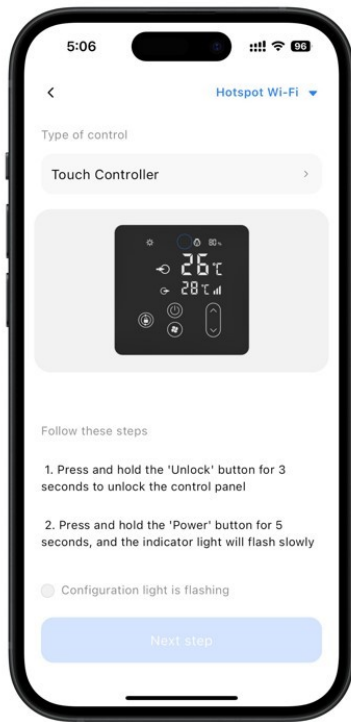 5:06
96
Hotspot Wi-Fi
Type of control
Touch Controller
80%
26℃
28℃
Follow these steps
1. Press and hold the 'Unlock' button for 3
seconds to unlock the control panel
2. Press and hold the 'Power' button for 5
seconds, and the indicator light will flash slowly
Configuration light is flashing
Next step